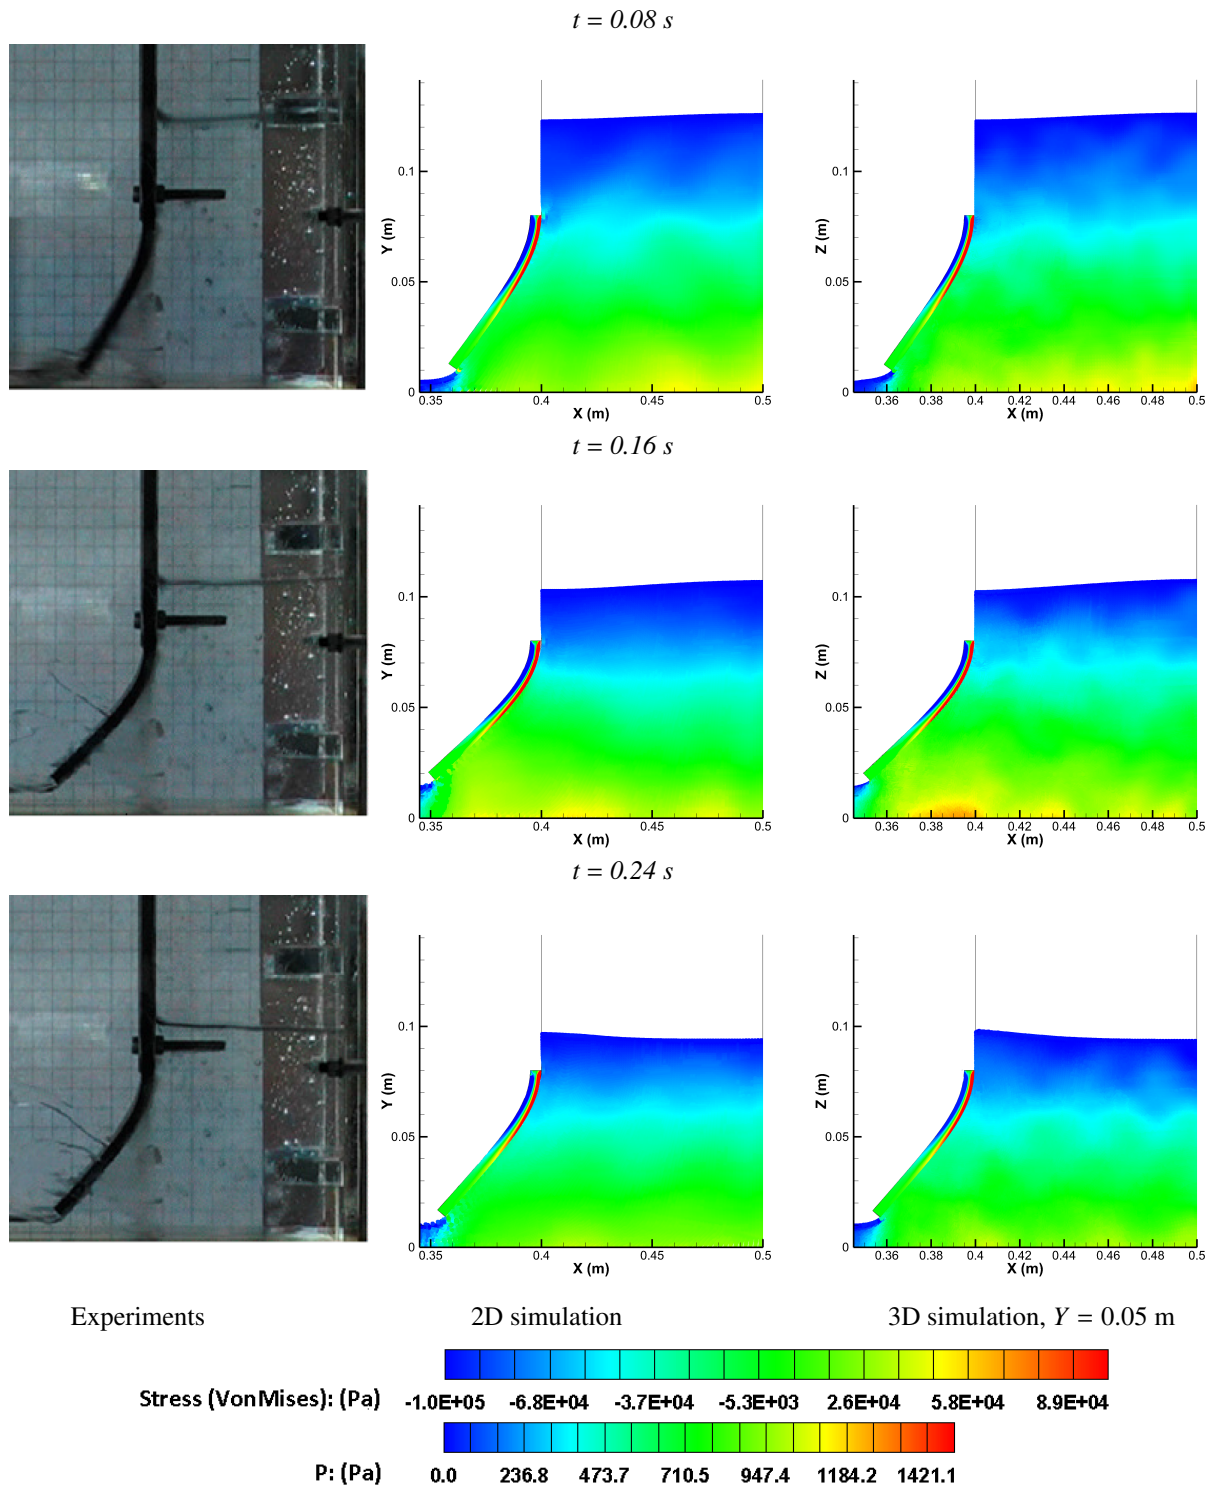 t = 0.08 s
0.1
0.05
0
Y (m)
0.35 0.4 0.45 0.5
X (m)
Z (m)
0.1
0.05
0
0.36 0.38 0.4 0.42 0.44 0.46 0.48 0.5
X (m)
t = 0.16 s
0.1
0.05
0
Y (m)
0.35 0.4 0.45 0.5
X (m)
Z (m)
0.1
0.05
0
0.36 0.38 0.4 0.42 0.44 0.46 0.48 0.5
X (m)
t = 0.24 s
0.1
0.05
0
Y (m)
0.35 0.4 0.45 0.5
X (m)
Z (m)
0.1
0.05
0
0.36 0.38 0.4 0.42 0.44 0.46 0.48 0.5
X (m)
Experiments 2D simulation 3D simulation, Y = 0.05 m
Stress (VonMises): (Pa) -1.0E+05 -6.8E+04 -3.7E+04 -5.3E+03 2.6E+04 5.8E+04 8.9E+04
P: (Pa) 0.0 236.8 473.7 710.5 947.4 1184.2 1421.1